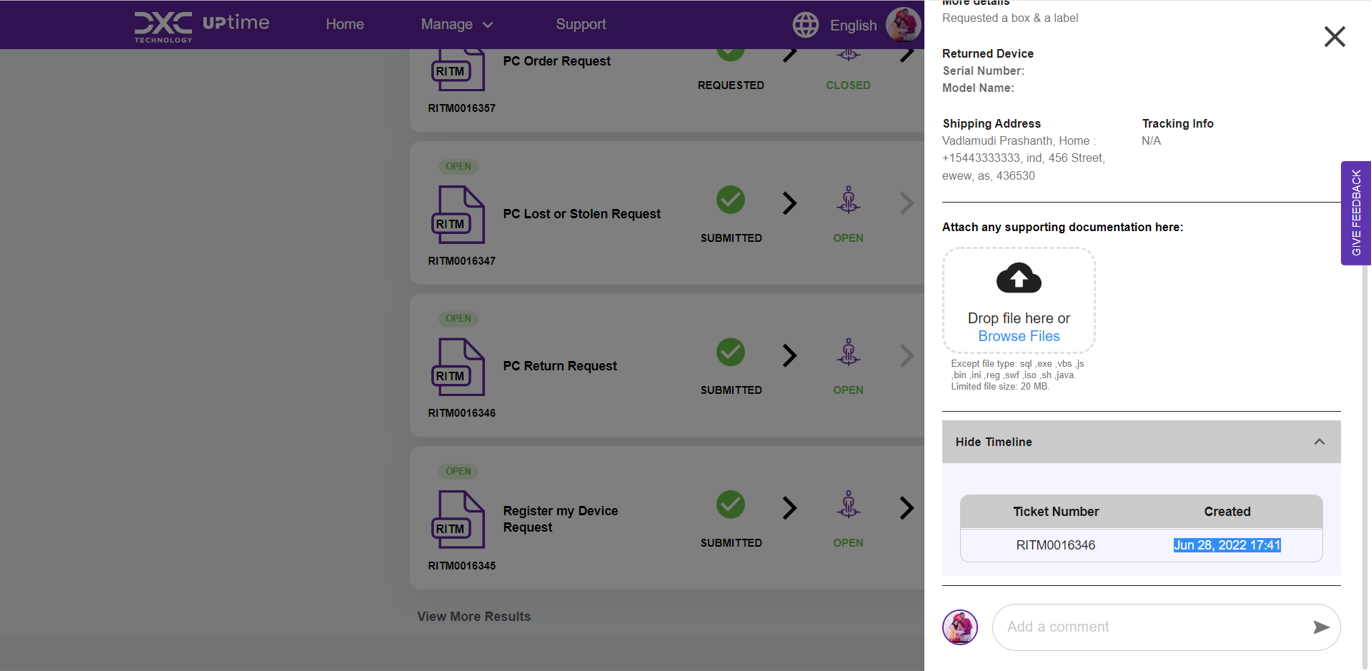 DXC
TECHNOLOGY
UPtime
Home
Manage
Support
English
RITM
PC Order Request
REQUESTED
CLOSED
RITM0016357
OPEN
RITM
PC Lost or Stolen Request
SUBMITTED
OPEN
RITM0016347
OPEN
RITM
PC Return Request
SUBMITTED
OPEN
RITM0016346
OPEN
RITM
Register my Device
Request
SUBMITTED
OPEN
RITM0016345
View More Results
More details
Requested a box & a label
Returned Device
Serial Number:
Model Name:
Shipping Address
Vadlamudi Prashanth, Home :
+15443333333, ind, 456 Street,
ewew, as, 436530
Tracking Info
N/A
GIVE FEEDBACK
Attach any supporting documentation here:
Drop file here or
Browse Files
Except file type: sql ,exe ,vbs ,js
,bin ,ini ,reg ,swf ,iso ,sh ,java.
Limited file size: 20 MB.
Hide Timeline
Ticket Number Created
RITM0016346 Jun 28, 2022 17:41
Add a comment